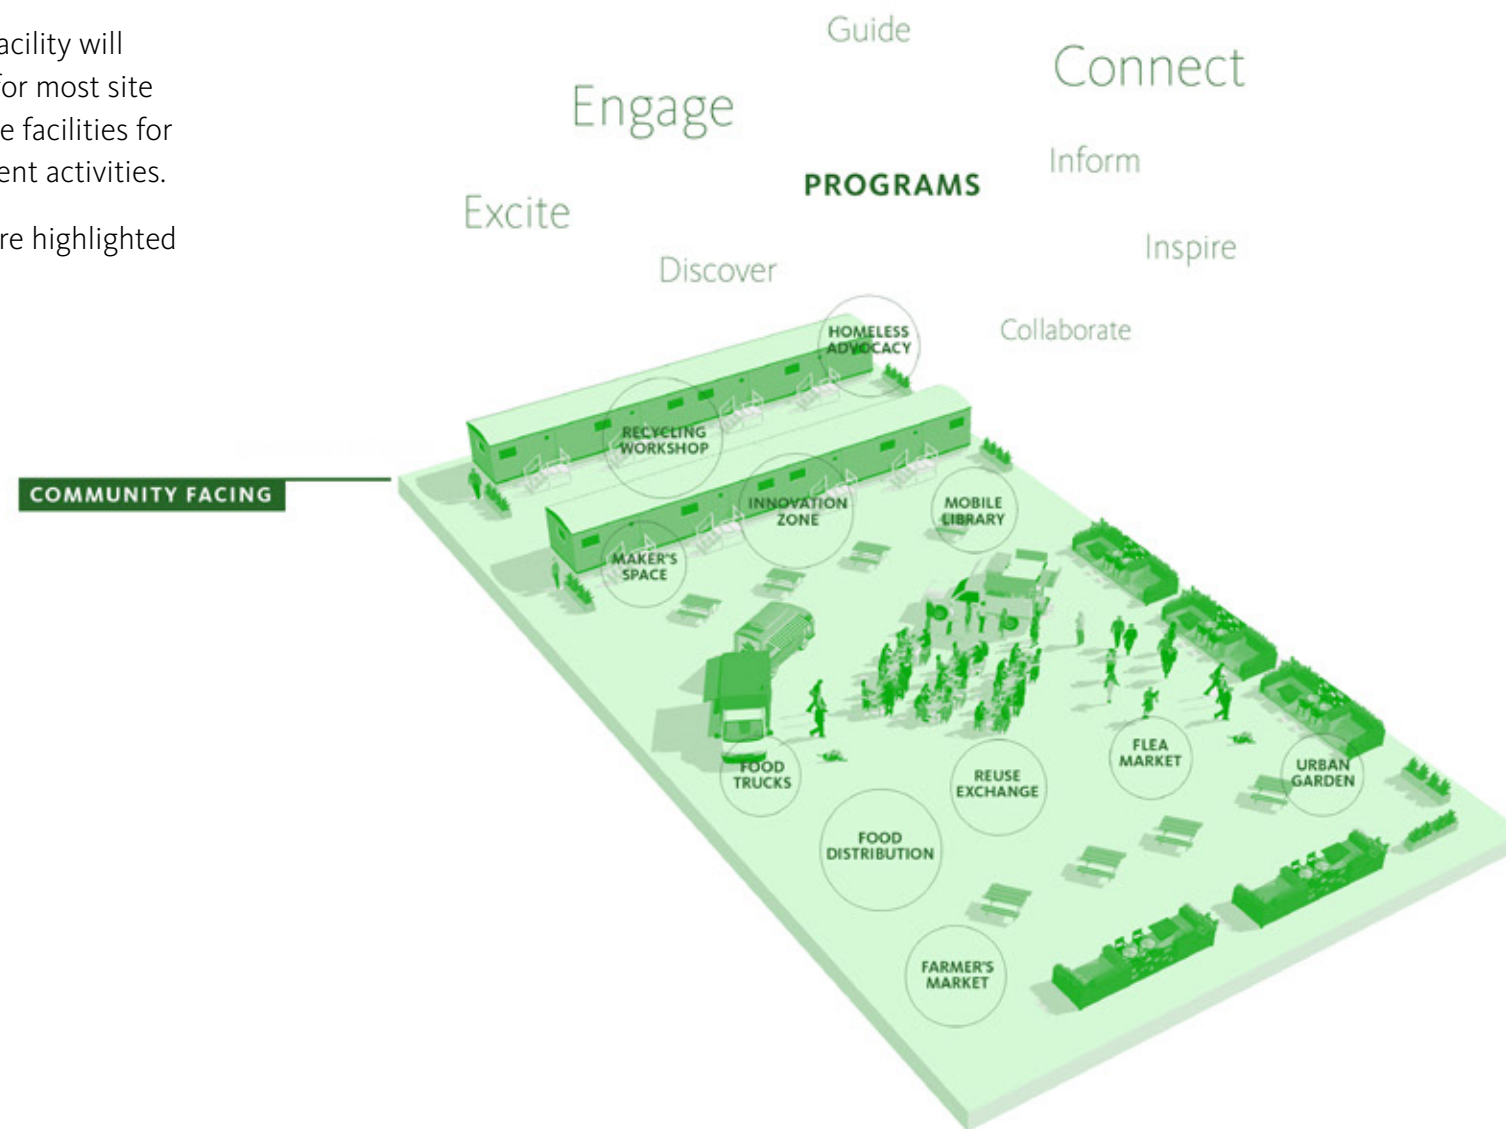 acility will
for most site
e facilities for
ent activities.
re highlighted
Guide
Connect
Engage
Inform
PROGRAMS
Excite
Inspire
Discover
Collaborate
HOMELESS
ADVOCACY
RECYCLING
WORKSHOP
COMMUNITY FACING
INNOVATION
ZONE
MOBILE
LIBRARY
MAKER'S
SPACE
FOOD
TRUCKS
REUSE
EXCHANGE
FLEA
MARKET
URBAN
GARDEN
FOOD
DISTRIBUTION
FARMER'S
MARKET